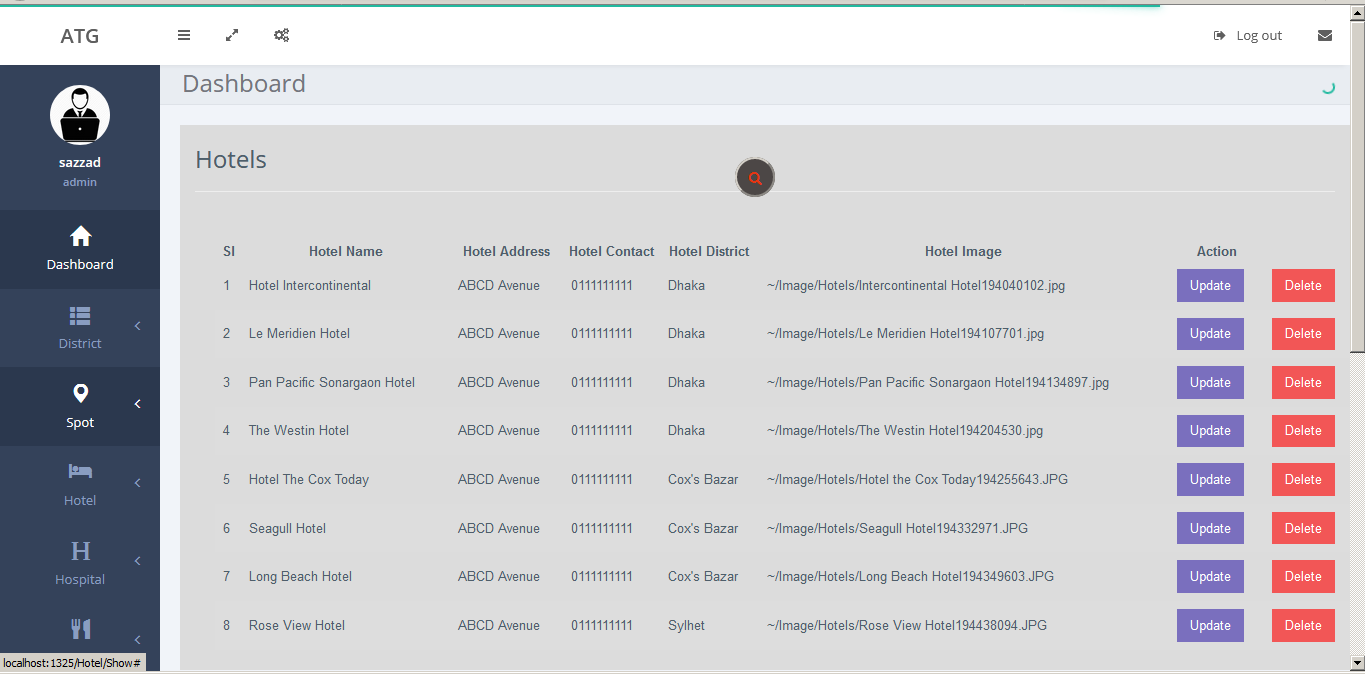 ATG
Log out
Dashboard
sazzad
admin
Dashboard
District
Spot
Hotel
H
Hospital
Hotels
Sl Hotel Name Hotel Address Hotel Contact Hotel District Hotel Image Action
1 Hotel Intercontinental ABCD Avenue 0111111111 Dhaka ~/Image/Hotels/Intercontinental Hotel194040102.jpg Update Delete
2 Le Meridien Hotel ABCD Avenue 0111111111 Dhaka ~/Image/Hotels/Le Meridien Hotel194107701.jpg Update Delete
3 Pan Pacific Sonargaon Hotel ABCD Avenue 0111111111 Dhaka ~/Image/Hotels/Pan Pacific Sonargaon Hotel194134897.jpg Update Delete
4 The Westin Hotel ABCD Avenue 0111111111 Dhaka ~/Image/Hotels/The Westin Hotel194204530.jpg Update Delete
5 Hotel The Cox Today ABCD Avenue 0111111111 Cox's Bazar ~/Image/Hotels/Hotel the Cox Today194255643.JPG Update Delete
6 Seagull Hotel ABCD Avenue 0111111111 Cox's Bazar ~/Image/Hotels/Seagull Hotel194332971.JPG Update Delete
7 Long Beach Hotel ABCD Avenue 0111111111 Cox's Bazar ~/Image/Hotels/Long Beach Hotel194349603.JPG Update Delete
8 Rose View Hotel ABCD Avenue 0111111111 Sylhet ~/Image/Hotels/Rose View Hotel194438094.JPG Update Delete
localhost:1325/Hotel/Show#